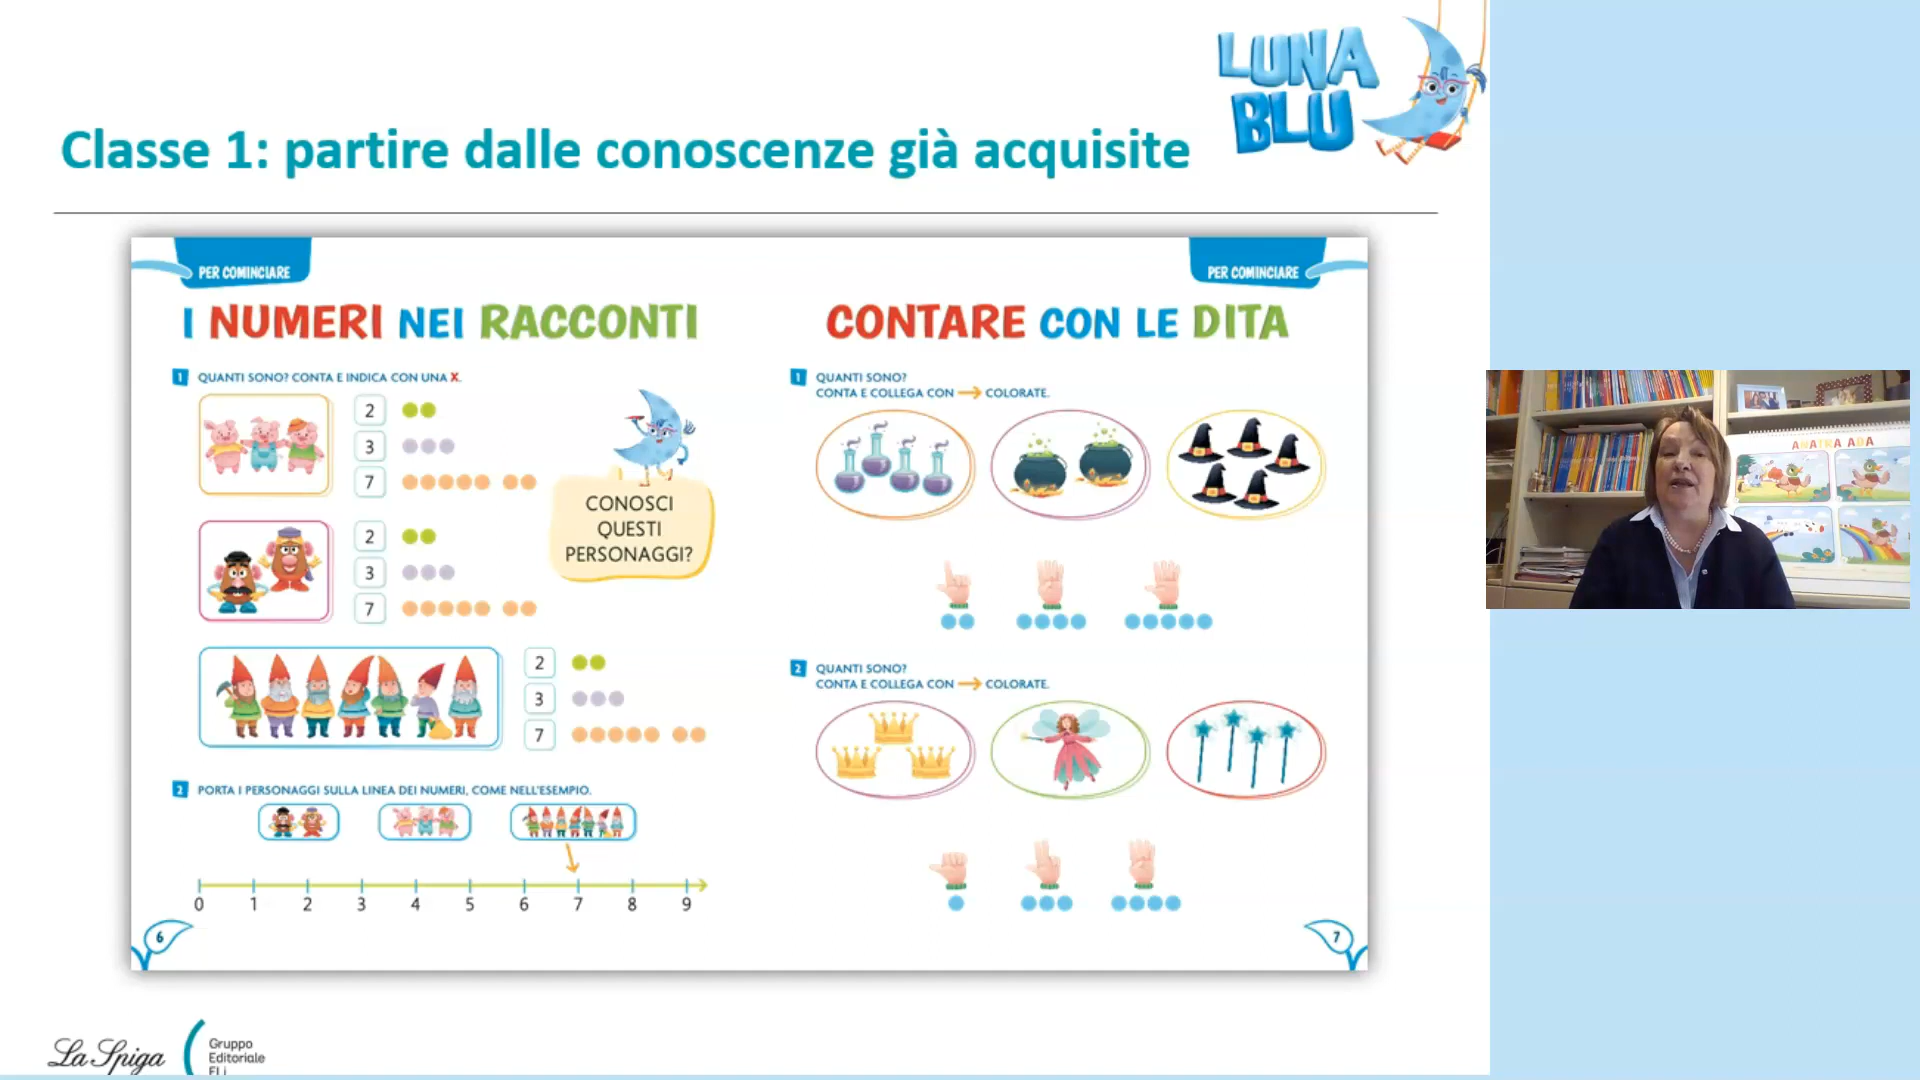 LUNA
BLU
Classe 1: partire dalle conoscenze già acquisite
PER COMINCIARE
I NUMERI NEI RACCONTI
1 QUANTI SONO? CONTA E INDICA CON UNA X.
2
3
7
CONOSCI
QUESTI
PERSONAGGI?
2
3
7
2
3
7
2 PORTA I PERSONAGGI SULLA LINEA DEI NUMERI, COME NELL'ESEMPIO.
0 1 2 3 4 5 6 7 8 9
6
PER COMINCIARE
CONTARE CON LE DITA
1 QUANTI SONO?
CONTA E COLLEGA CON COLORATE.
2 QUANTI SONO?
CONTA E COLLEGA CON COLORATE.
7
ANATRA ADA
La Spiga
Gruppo
Editoriale
ELi